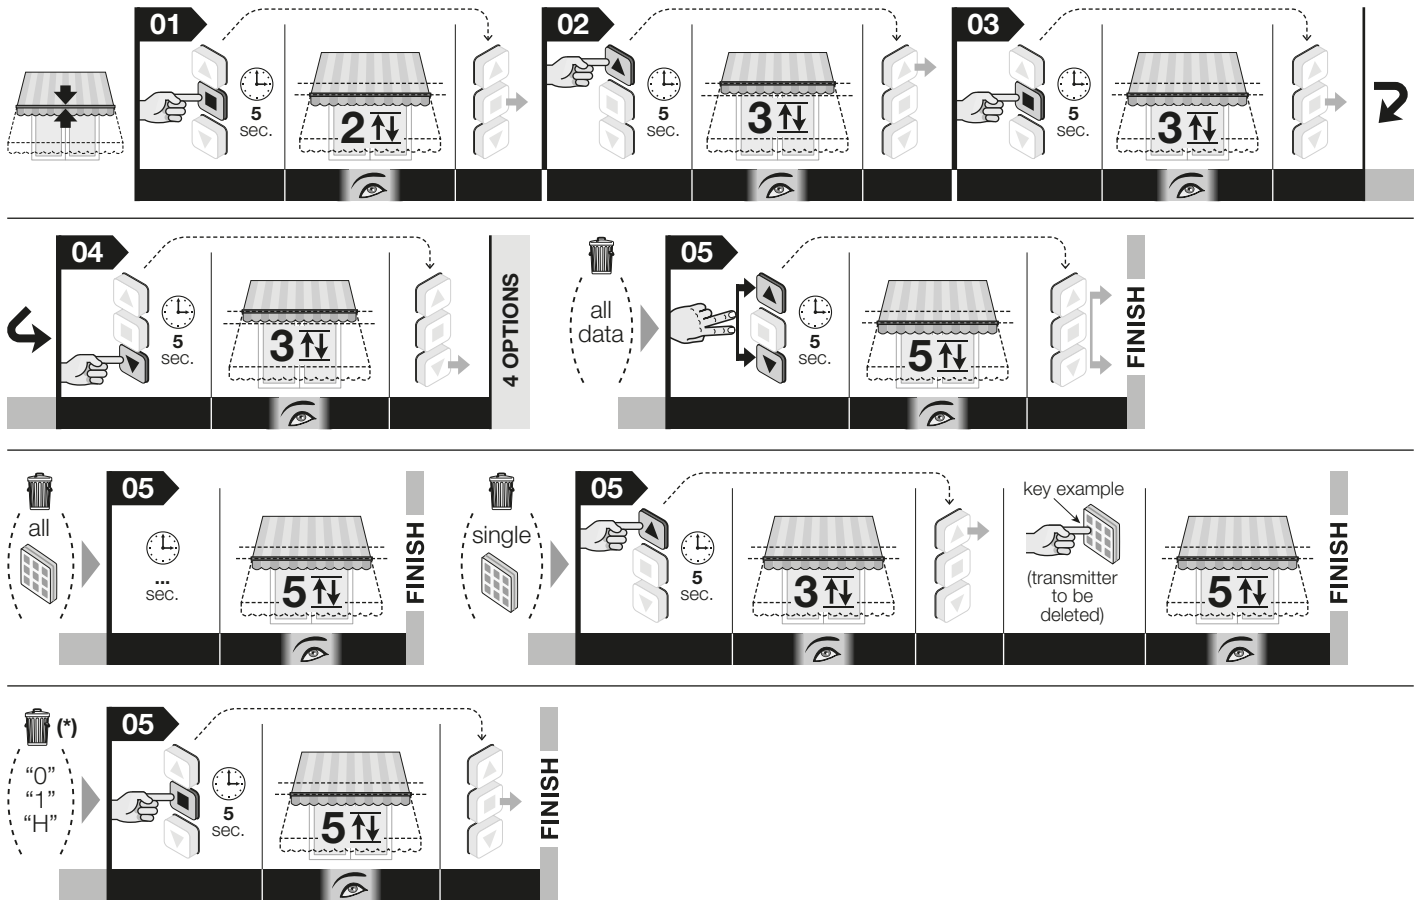 01
5
sec.
2
02
5
sec.
3
03
5
sec.
3
04
5
sec.
3
4 OPTIONS
all
data
05
5
sec.
5
FINISH
all
05
...
sec.
5
FINISH
single
05
5
sec.
3
key example
(transmitter
to be
deleted)
5
FINISH
(*)
“0”
“1”
“H”
05
5
sec.
5
FINISH